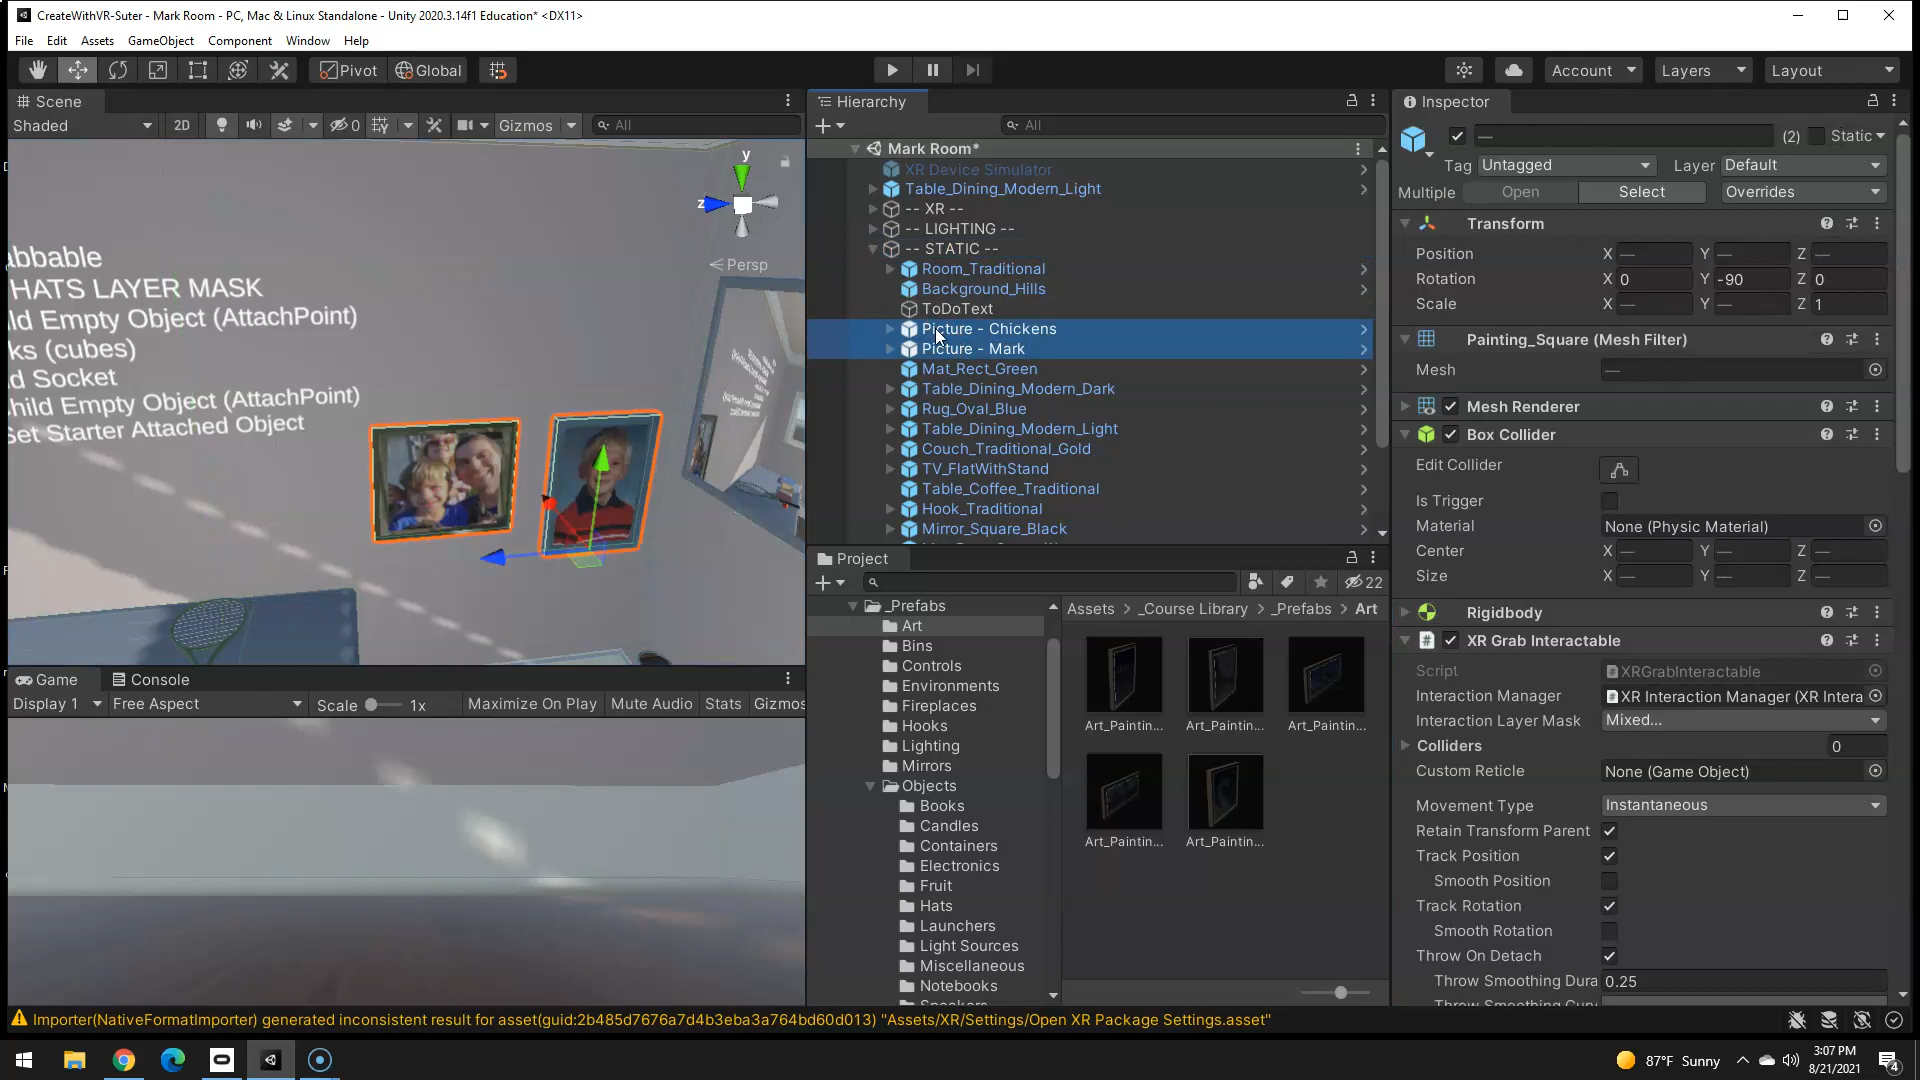 CreateWithVR-Suter - Mark Room - PC, Mac & Linux Standalone - Unity 2020.3.14f1 Education* <DX11>
File Edit Assets GameObject Component Window Help
Pivot Global Account Layers Layout
Scene
Shaded 2D 0 Gizmos All
y
z
Persp
abbable
HATS LAYER MASK
ld Empty Object (AttachPoint)
ks (cubes)
d Socket
hild Empty Object (AttachPoint)
Set Starter Attached Object
Game Console
Display 1 Free Aspect Scale 1x Maximize On Play Mute Audio Stats Gizmos
Hierarchy
All
Mark Room*
XR Device Simulator
Table_Dining_Modern_Light
-- XR --
-- LIGHTING --
-- STATIC --
Room_Traditional
Background_Hills
ToDoText
Picture - Chickens
Picture - Mark
Mat_Rect_Green
Table_Dining_Modern_Dark
Rug_Oval_Blue
Table_Dining_Modern_Light
Couch_Traditional_Gold
TV_FlatWithStand
Table_Coffee_Traditional
Hook_Traditional
Mirror_Square_Black
Project
22
_Prefabs
Art
Bins
Controls
Environments
Fireplaces
Hooks
Lighting
Mirrors
Objects
Books
Candles
Containers
Electronics
Fruit
Hats
Launchers
Light Sources
Miscellaneous
Notebooks
Assets > _Course Library > _Prefabs > Art
Art_Paintin... Art_Paintin... Art_Paintin...
Art_Paintin... Art_Paintin...
Inspector
— (2) Static
Tag Untagged Layer Default
Multiple Open Select Overrides
Transform
Position X — Y — Z —
Rotation X 0 Y -90 Z 0
Scale X — Y — Z 1
Painting_Square (Mesh Filter)
Mesh —
Mesh Renderer
Box Collider
Edit Collider
Is Trigger
Material None (Physic Material)
Center X — Y — Z —
Size X — Y — Z —
Rigidbody
XR Grab Interactable
Script XRGrabInteractable
Interaction Manager XR Interaction Manager (XR Intera
Interaction Layer Mask Mixed...
Colliders 0
Custom Reticle None (Game Object)
Movement Type Instantaneous
Retain Transform Parent
Track Position
Smooth Position
Track Rotation
Smooth Rotation
Throw On Detach
Throw Smoothing Dura 0.25
Importer(NativeFormatImporter) generated inconsistent result for asset(guid:2b485d7676a7d4b3eba3a764bd60d013) "Assets/XR/Settings/Open XR Package Settings.asset"
87°F Sunny
3:07 PM
8/21/2021
4